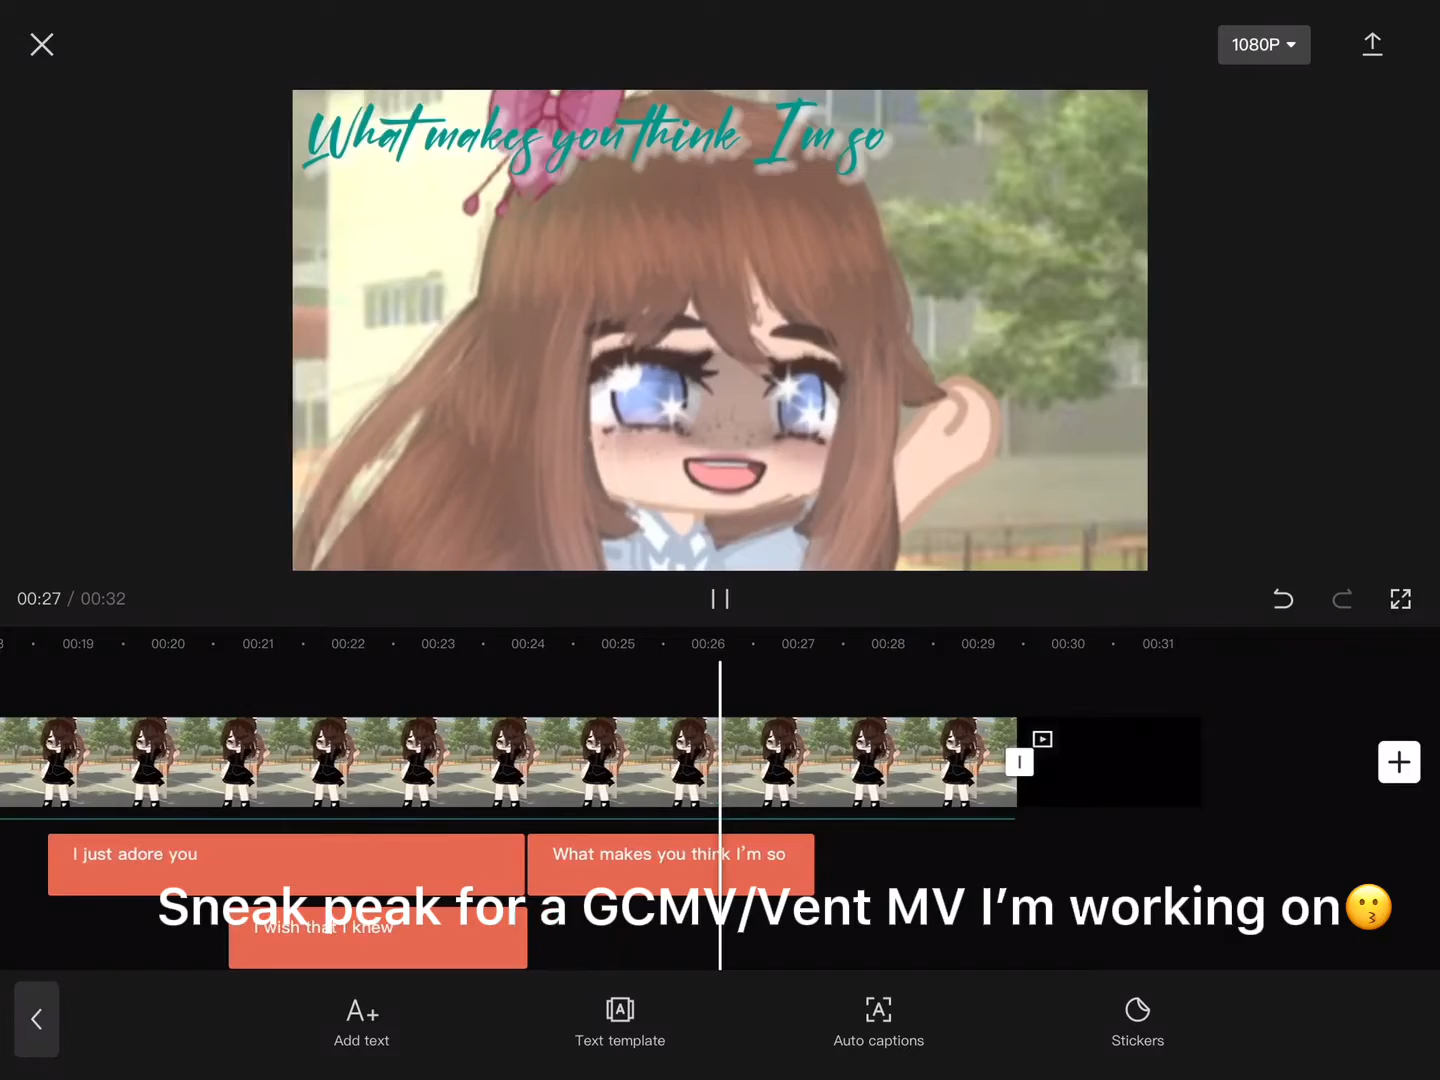 1080P
What makes you think I'm so
00:27 / 00:32
00:19 00:20 00:21 00:22 00:23 00:24 00:25 00:26 00:27 00:28 00:29 00:30 00:31
I just adore you
What makes you think I'm so
Sneak peak for a GCMV/Vent MV I'm working on😗
I wish that I knew
A+
Add text
Text template
Auto captions
Stickers